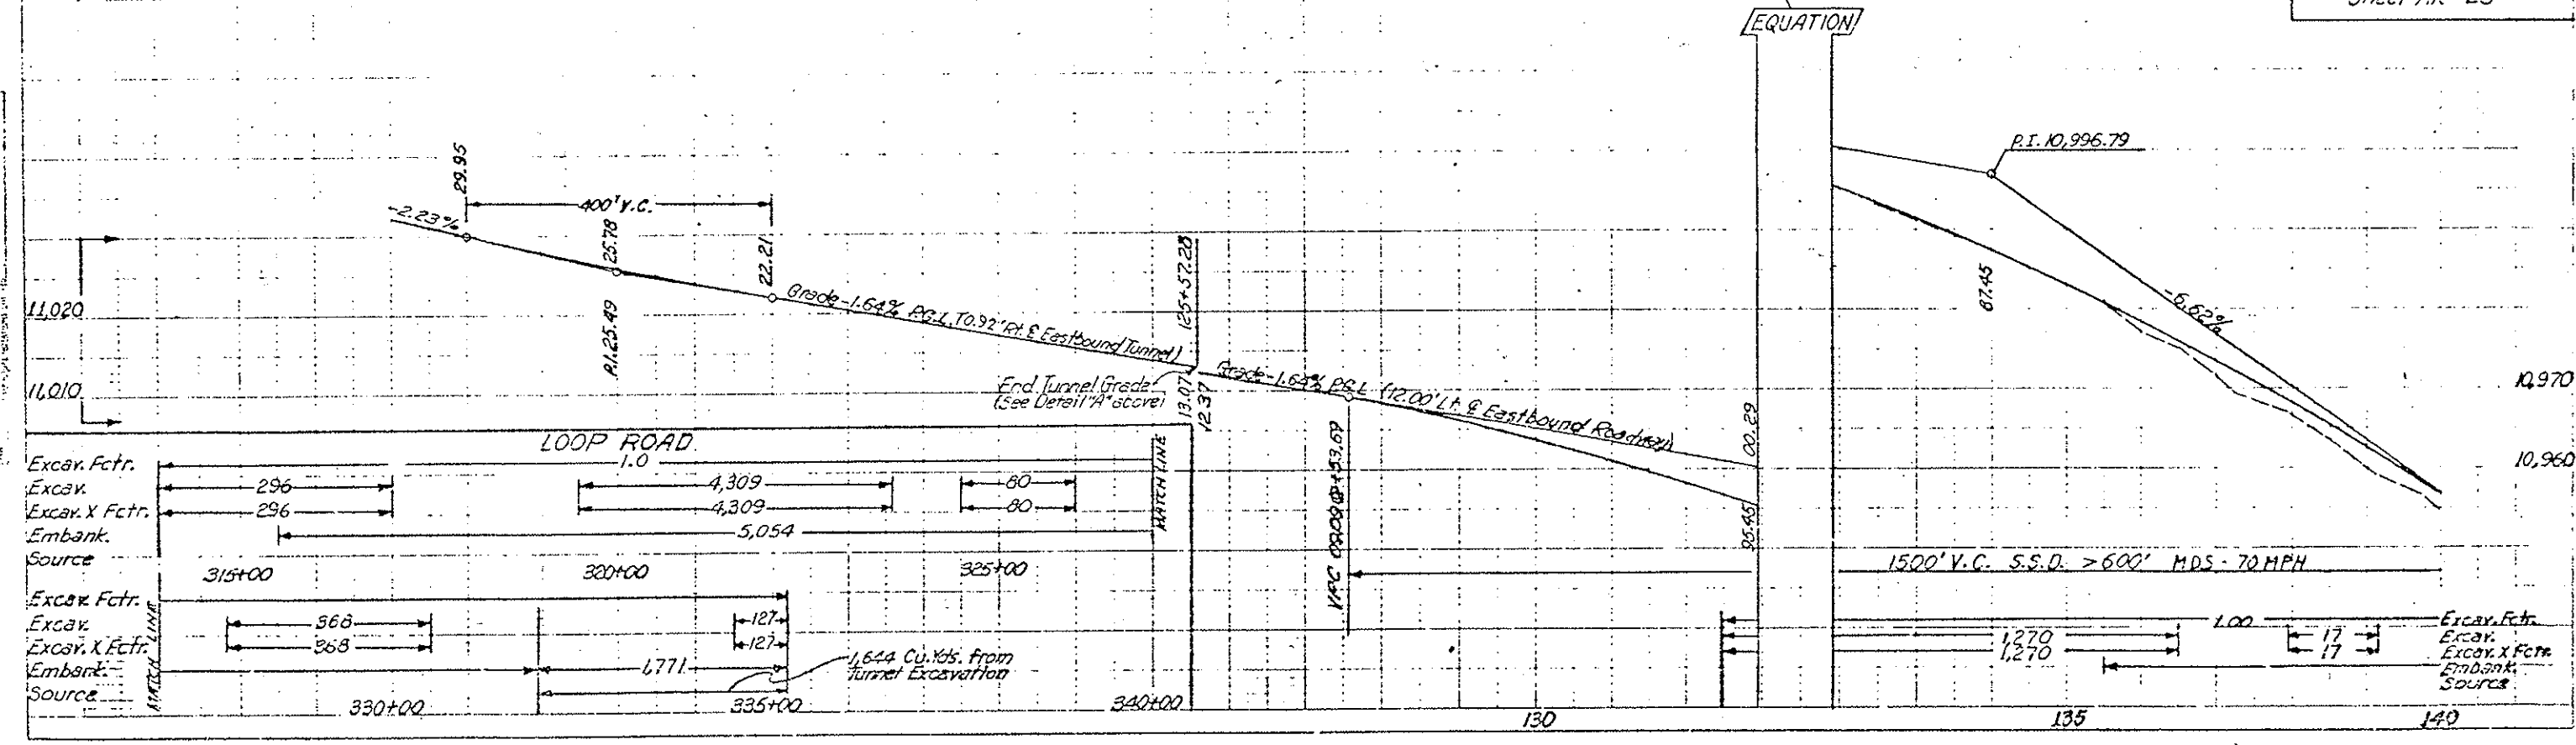 EQUATION
P.I. 10,996.79
29.95
400' V.C.
-2.23%
25.78
P.I. 25.49
22.21
125+57.28
87.45
-6.62%
11,020
Grade -1.64% P.G.L. To.92' Rt. ℄ Eastbound Tunnel)
End Tunnel Grade
(See Detail "A" above)
13.07
12.37
Grade -1.64% P.G.L. (12.00' Lt. ℄ Eastbound Roadway)
11,010
10,970
00.29
95.45
10,960
LOOP ROAD
MATCH LINE
Excav. Fctr.
1.0
Excav.
296
4,309
80
Excav. X Fctr.
296
4,309
80
Embank.
5,054
Source
315+00
320+00
325+00
1500' V.C. S.S.D. >600' MDS - 70 MPH
MATCH LINE
Excav. Fctr.
1.00
Excav. Fctr.
Excav.
368
127
1,270
17
Excav.
Excav. X Fctr.
368
127
1,270
17
Excav. X Fctr.
Embank.
1,771
1,644 Cu. Yds. from
Tunnel Excavation
Embank.
Source
Source
330+00
335+00
340+00
130
135
140